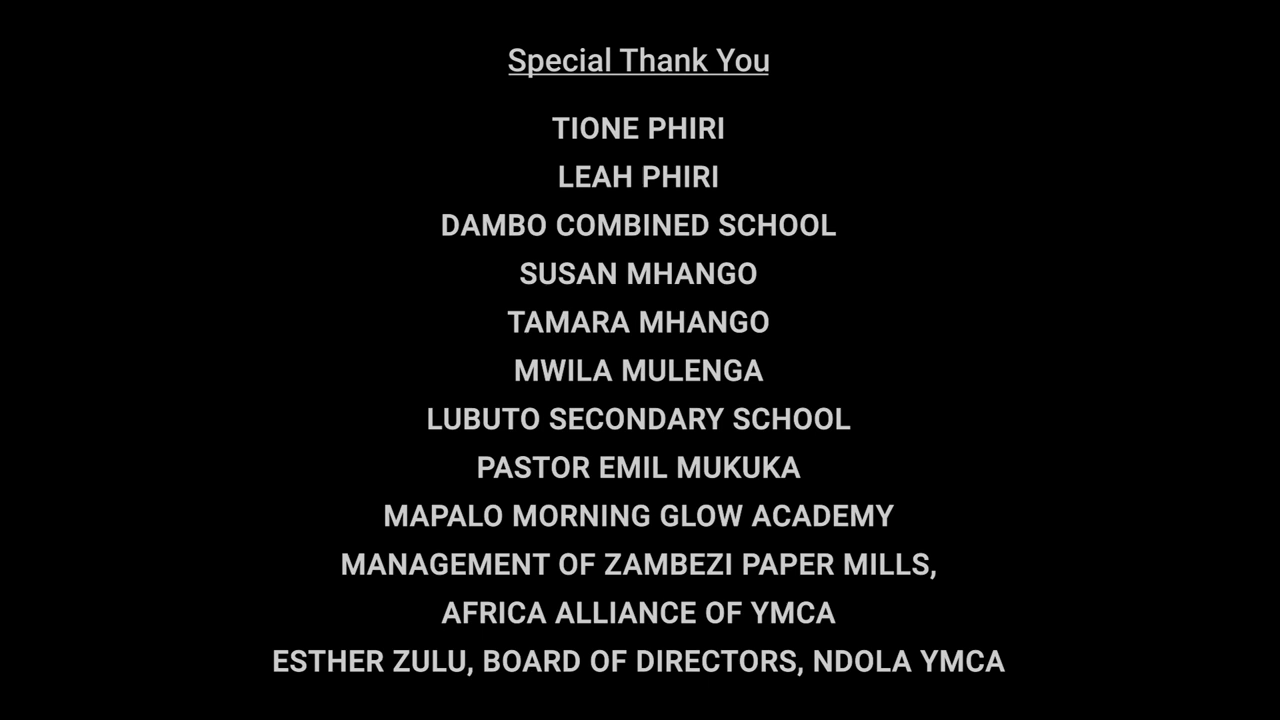 Special Thank You
TIONE PHIRI
LEAH PHIRI
DAMBO COMBINED SCHOOL
SUSAN MHANGO
TAMARA MHANGO
MWILA MULENGA
LUBUTO SECONDARY SCHOOL
PASTOR EMIL MUKUKA
MAPALO MORNING GLOW ACADEMY
MANAGEMENT OF ZAMBEZI PAPER MILLS,
AFRICA ALLIANCE OF YMCA
ESTHER ZULU, BOARD OF DIRECTORS, NDOLA YMCA